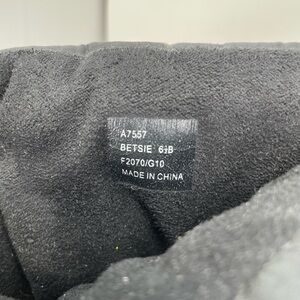 A7557
BETSIE 6½B
F2070/G10
MADE IN CHINA